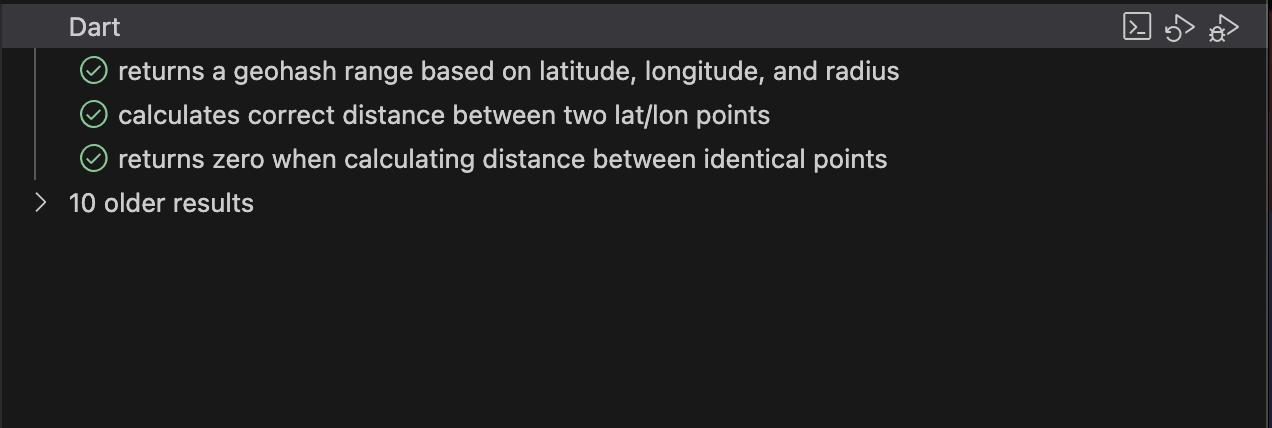 Dart
returns a geohash range based on latitude, longitude, and radius
calculates correct distance between two lat/lon points
returns zero when calculating distance between identical points
10 older results